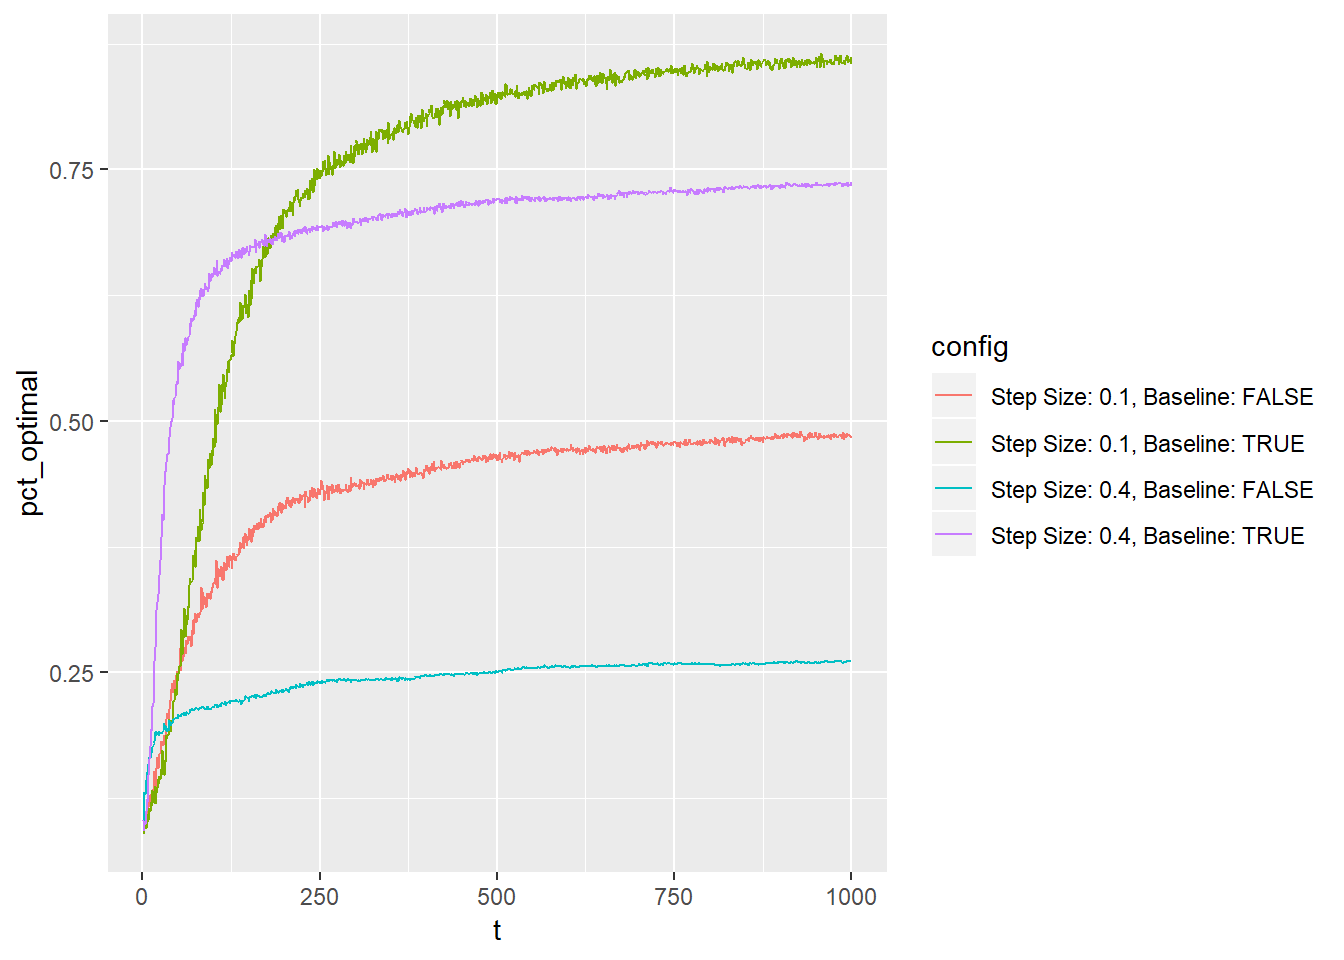 pct_optimal
0.75
0.50
0.25
0
250
500
750
1000
t
config
Step Size: 0.1, Baseline: FALSE
Step Size: 0.1, Baseline: TRUE
Step Size: 0.4, Baseline: FALSE
Step Size: 0.4, Baseline: TRUE